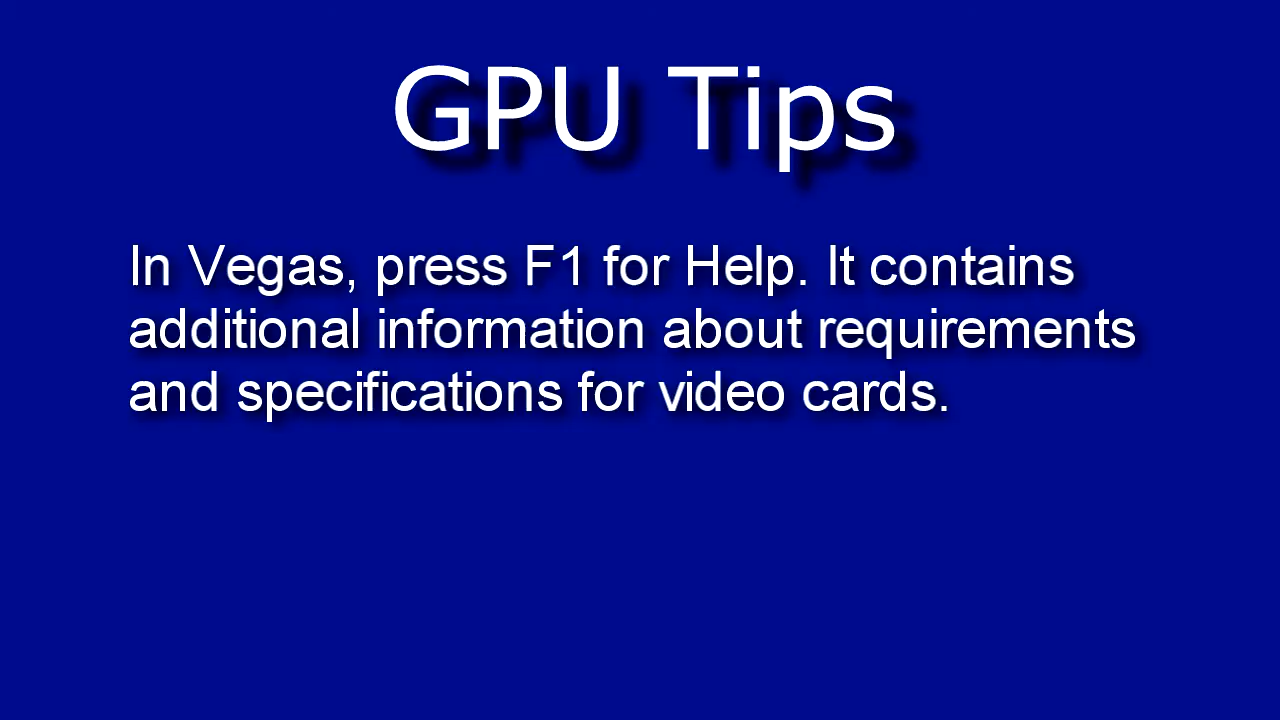 GPU Tips
In Vegas, press F1 for Help. It contains
additional information about requirements
and specifications for video cards.